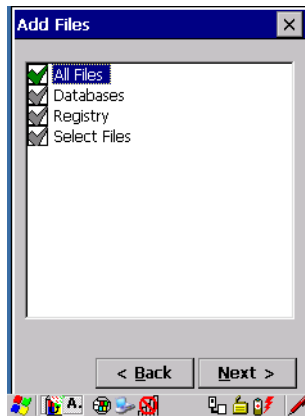 Add Files
All Files
Databases
Registry
Select Files
< Back
Next >
A.